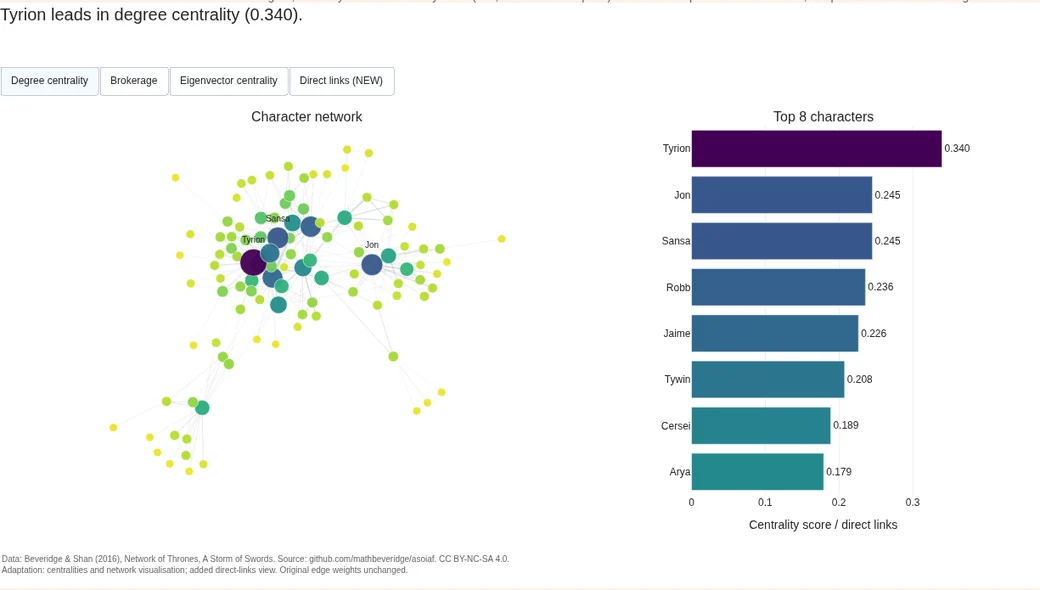 Tyrion leads in degree centrality (0.340).
Degree centrality
Brokerage
Eigenvector centrality
Direct links (NEW)
Character network
Sansa
Tyrion
Jon
Top 8 characters
Tyrion 0.340
Jon 0.245
Sansa 0.245
Robb 0.236
Jaime 0.226
Tywin 0.208
Cersei 0.189
Arya 0.179
0 0.1 0.2 0.3
Centrality score / direct links
Data: Beveridge & Shan (2016), Network of Thrones, A Storm of Swords. Source: github.com/mathbeveridge/asoiaf. CC BY-NC-SA 4.0.
Adaptation: centralities and network visualisation; added direct-links view. Original edge weights unchanged.